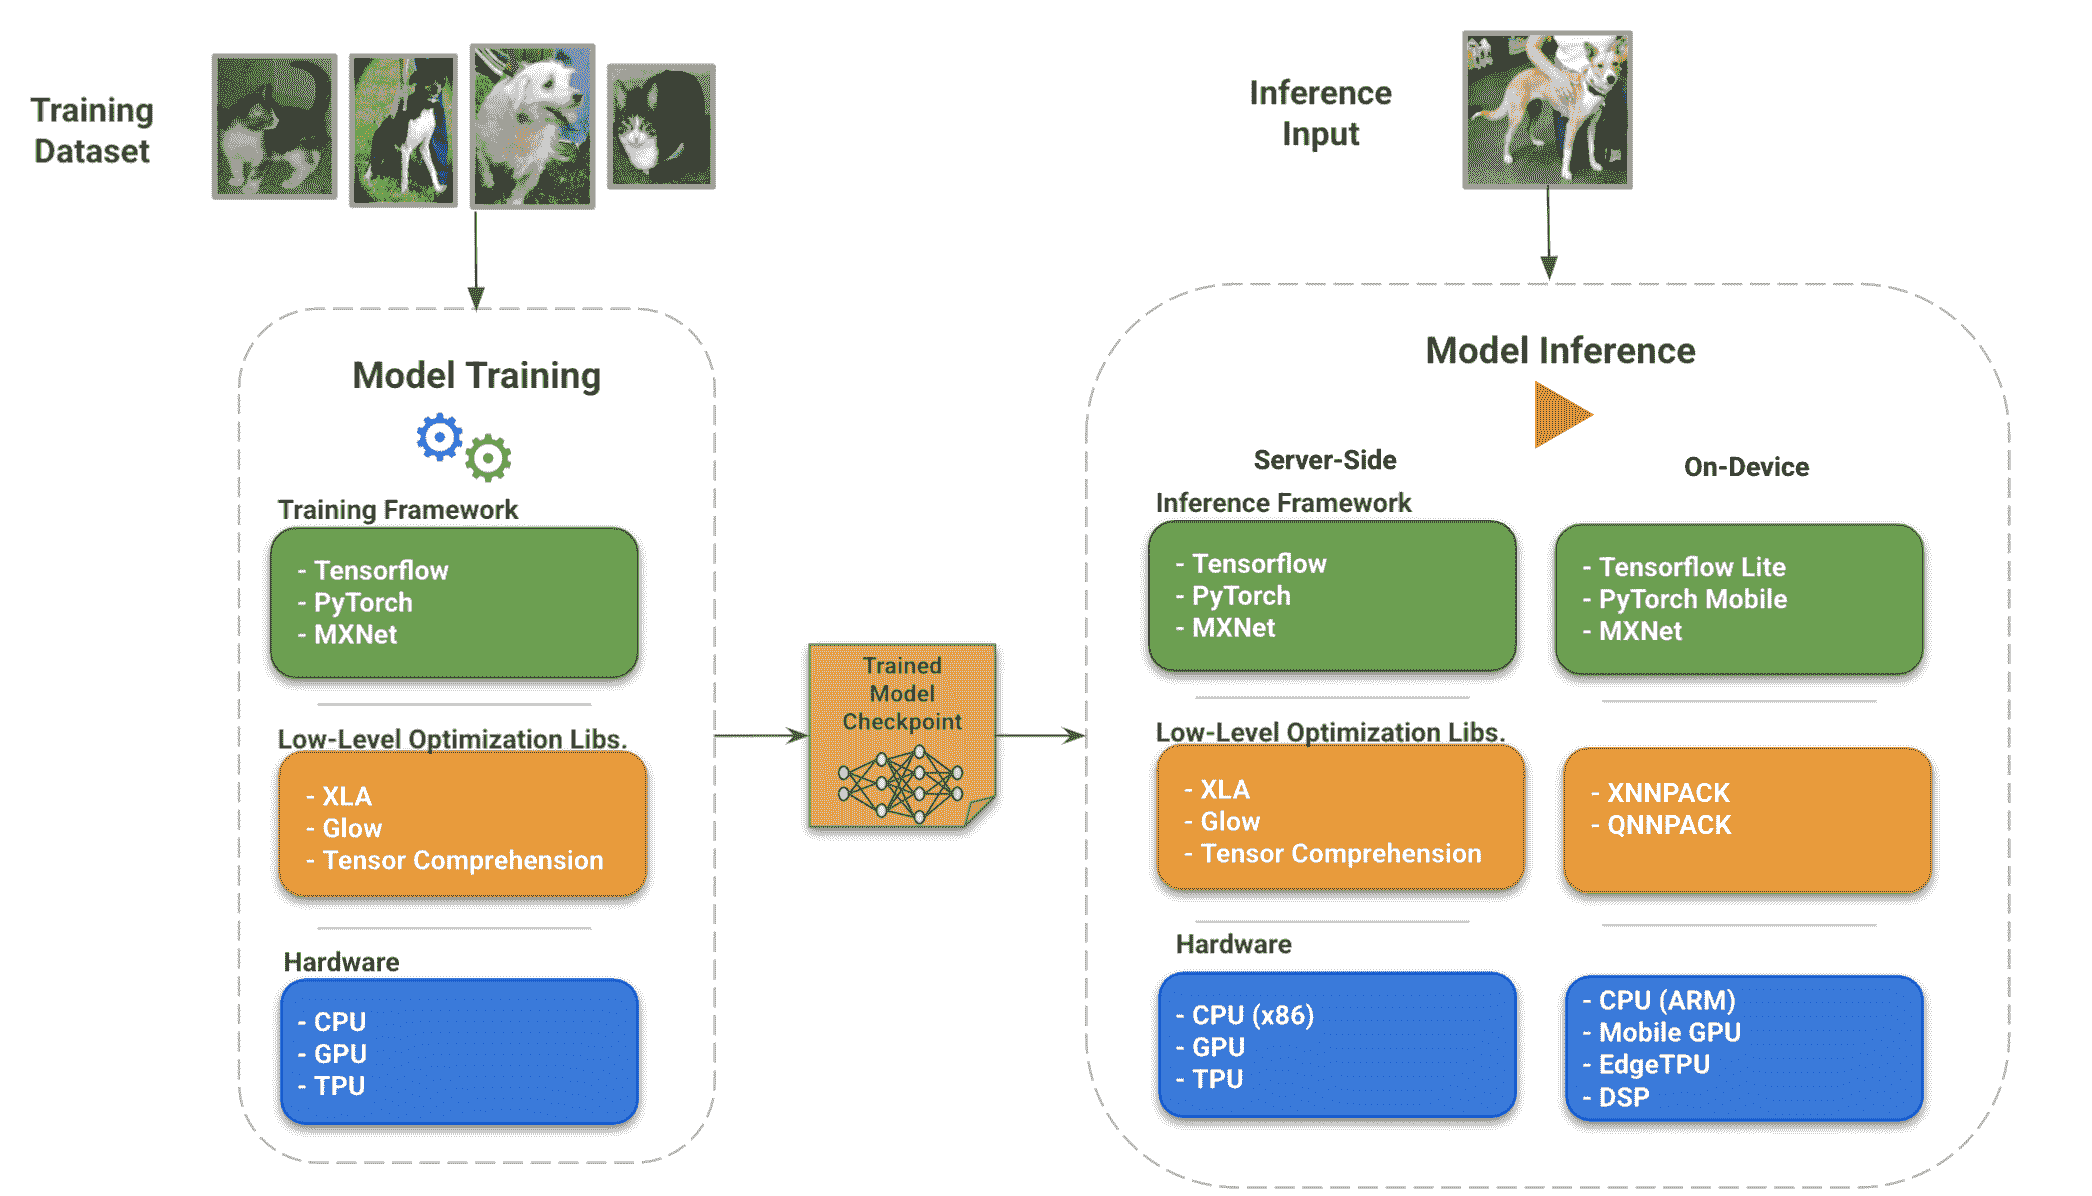 Training
Dataset
Inference
Input
Model Training
Training Framework
- Tensorflow
- PyTorch
- MXNet
Low-Level Optimization Libs.
- XLA
- Glow
- Tensor Comprehension
Hardware
- CPU
- GPU
- TPU
Trained
Model
Checkpoint
Model Inference
Server-Side
Inference Framework
- Tensorflow
- PyTorch
- MXNet
Low-Level Optimization Libs.
- XLA
- Glow
- Tensor Comprehension
Hardware
- CPU (x86)
- GPU
- TPU
On-Device
- Tensorflow Lite
- PyTorch Mobile
- MXNet
- XNNPACK
- QNNPACK
- CPU (ARM)
- Mobile GPU
- EdgeTPU
- DSP